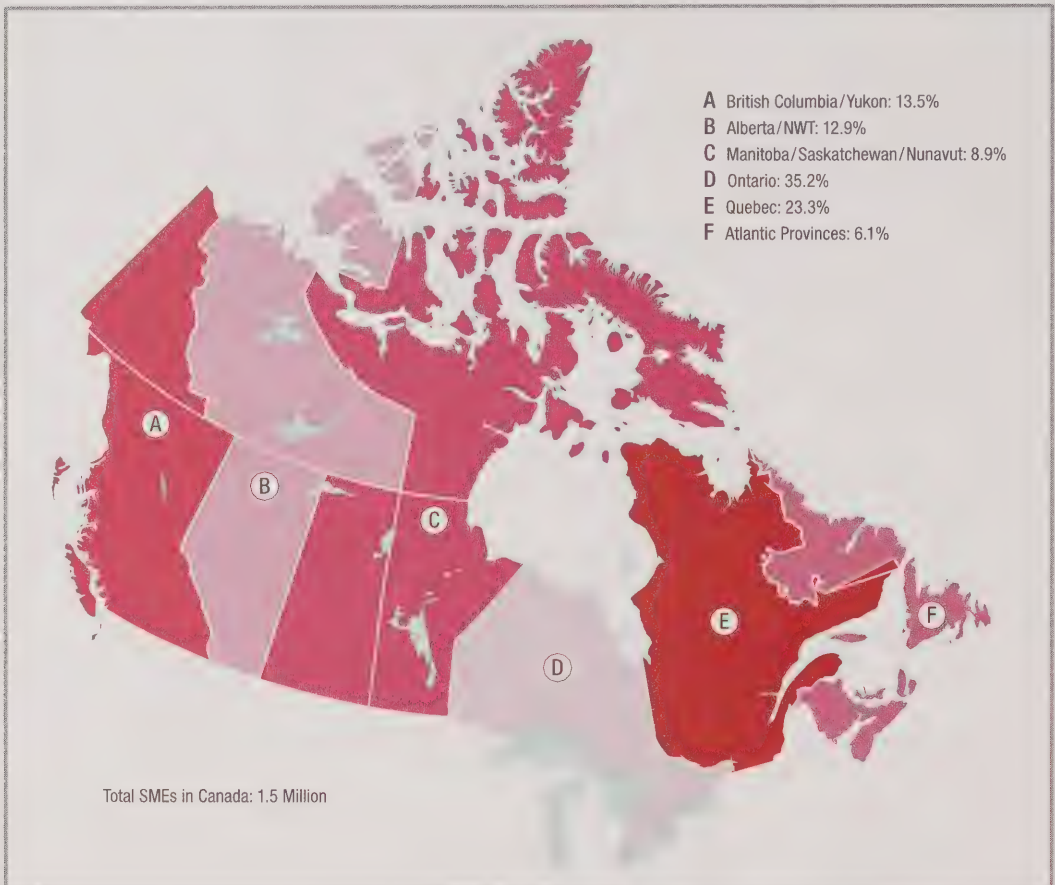 A British Columbia/Yukon: 13.5%
B Alberta/NWT: 12.9%
C Manitoba/Saskatchewan/Nunavut: 8.9%
D Ontario: 35.2%
E Quebec: 23.3%
F Atlantic Provinces: 6.1%
A
B
C
D
E
F
Total SMEs in Canada: 1.5 Million